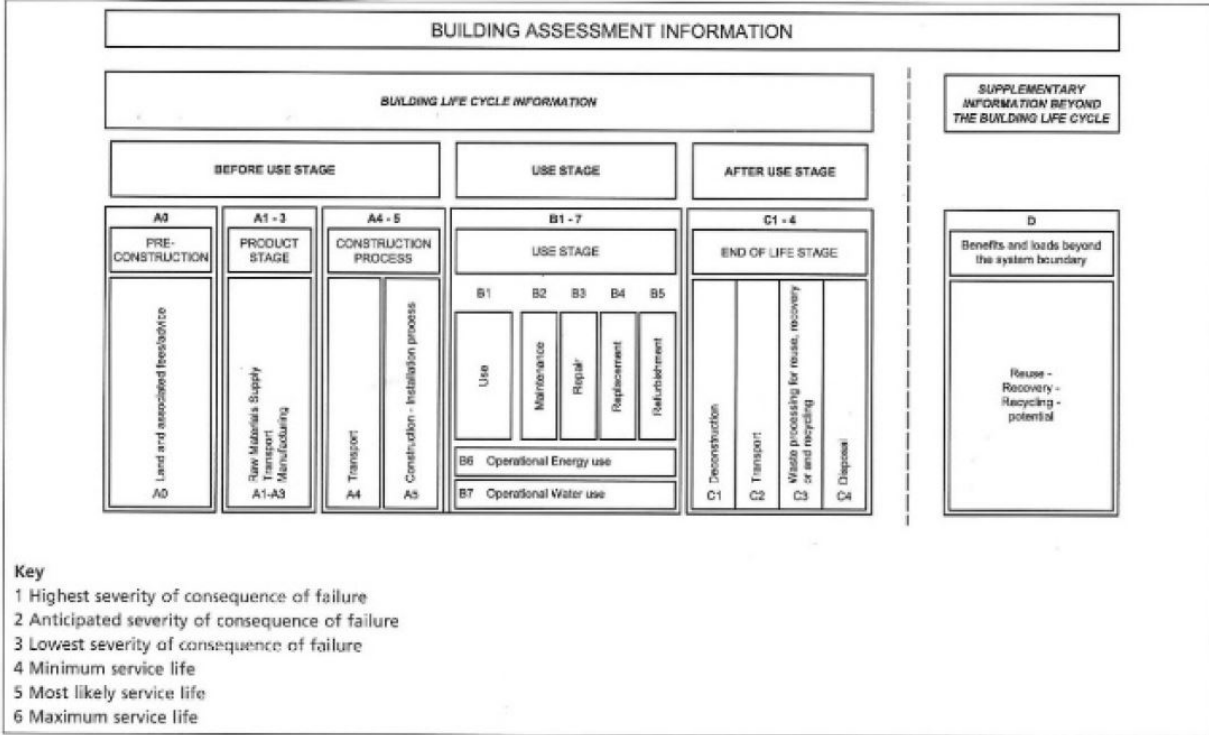 BUILDING ASSESSMENT INFORMATION
BUILDING LIFE CYCLE INFORMATION
SUPPLEMENTARY
INFORMATION BEYOND
THE BUILDING LIFE CYCLE
BEFORE USE STAGE
USE STAGE
AFTER USE STAGE
A0
PRE-
CONSTRUCTION
Land and associated fees/advice
A0
A1 - 3
PRODUCT
STAGE
Raw Materials Supply
Transport
Manufacturing
A1-A3
A4 - 5
CONSTRUCTION
PROCESS
Transport
A4
Construction - Installation process
A5
B1 - 7
USE STAGE
B1
Use
B2
Maintenance
B3
Repair
B4
Replacement
B5
Refurbishment
B6 Operational Energy use
B7 Operational Water use
C1 - 4
END OF LIFE STAGE
Deconstruction
C1
Transport
C2
Waste processing for reuse, recovery
or and recycling
C3
Disposal
C4
D
Benefits and loads beyond
the system boundary
Reuse -
Recovery -
Recycling -
potential
Key
1 Highest severity of consequence of failure
2 Anticipated severity of consequence of failure
3 Lowest severity of consequence of failure
4 Minimum service life
5 Most likely service life
6 Maximum service life